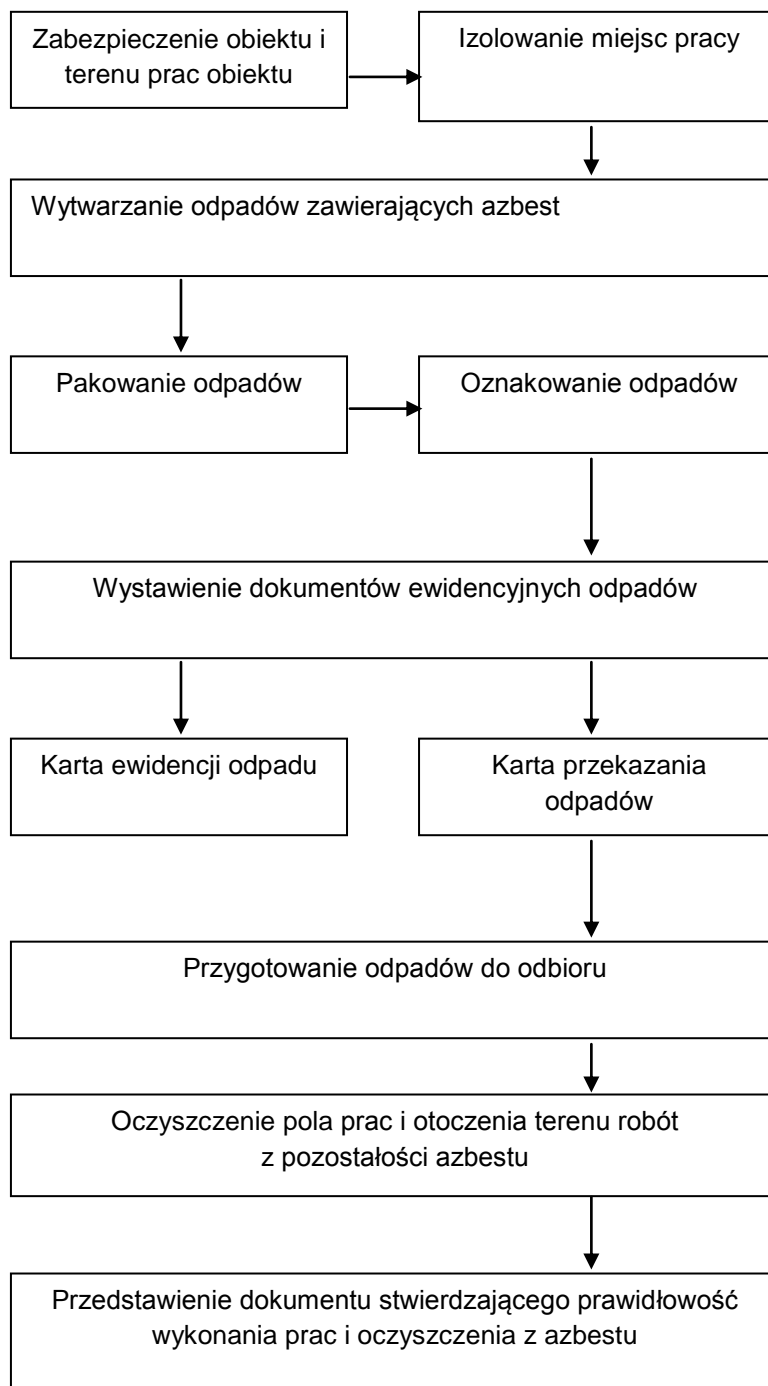 Zabezpieczenie obiektu i
terenu prac obiektu
Izolowanie miejsc pracy
Wytwarzanie odpadów zawierających azbest
Pakowanie odpadów
Oznakowanie odpadów
Wystawienie dokumentów ewidencyjnych odpadów
Karta ewidencji odpadu
Karta przekazania
odpadów
Przygotowanie odpadów do odbioru
Oczyszczenie pola prac i otoczenia terenu robót
z pozostałości azbestu
Przedstawienie dokumentu stwierdzającego prawidłowość
wykonania prac i oczyszczenia z azbestu